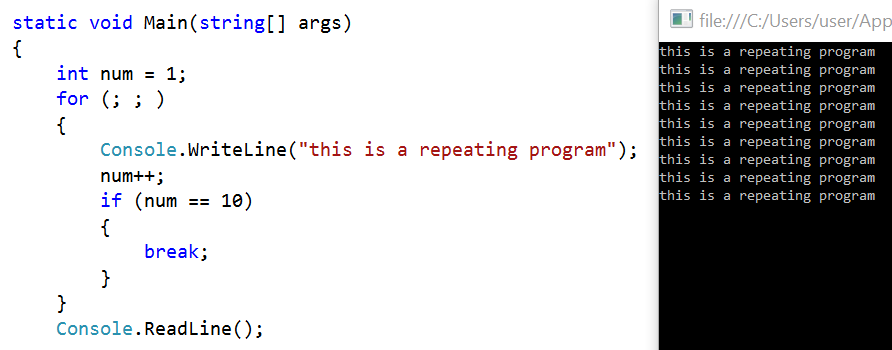 static void Main(string[] args)
{
    int num = 1;
    for (; ; )
    {
        Console.WriteLine("this is a repeating program");
        num++;
        if (num == 10)
        {
            break;
        }
    }
    Console.ReadLine();
file:///C:/Users/user/App
this is a repeating program
this is a repeating program
this is a repeating program
this is a repeating program
this is a repeating program
this is a repeating program
this is a repeating program
this is a repeating program
this is a repeating program